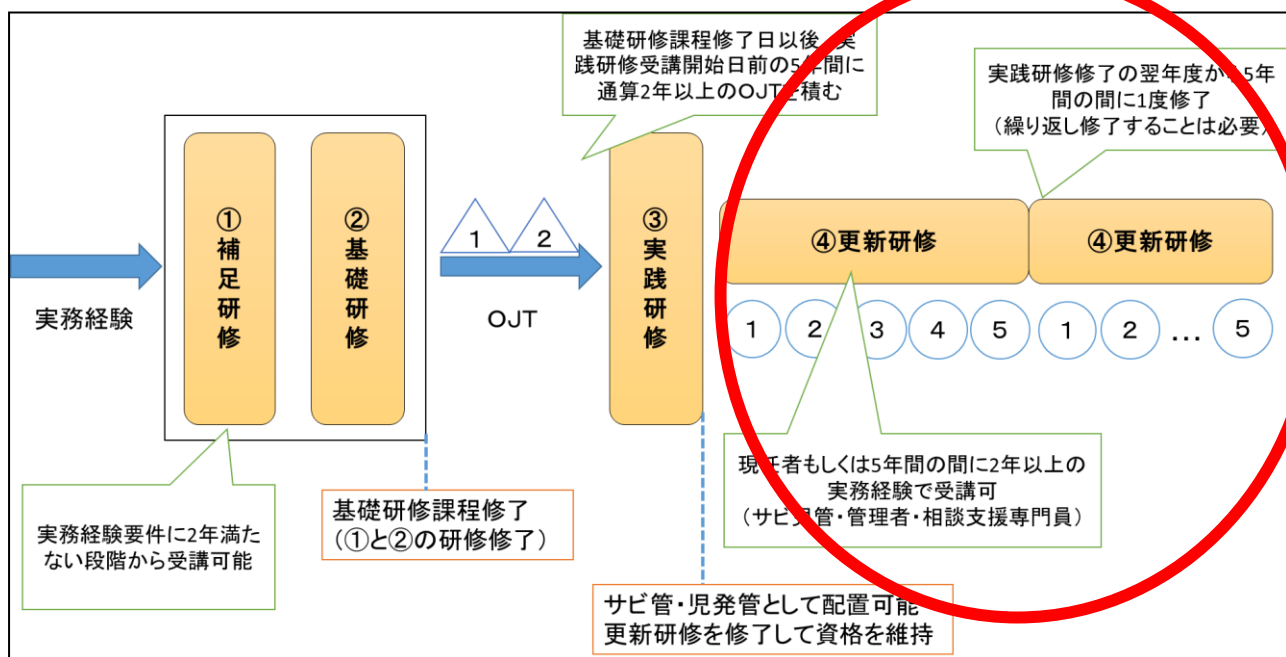 基礎研修課程修了日以後、実
践研修受講開始日前の5年間に
通算2年以上のOJTを積む
実践研修修了の翌年度から5年
間の間に1度修了
（繰り返し修了することは必要）
①補足研修
②基礎研修
1
2
③実践研修
④更新研修
④更新研修
実務経験
OJT
1
2
3
4
5
1
2
…
5
実務経験要件に2年満た
ない段階から受講可能
基礎研修課程修了
（①と②の研修修了）
現任者もしくは5年間の間に2年以上の
実務経験で受講可
（サビ児管・管理者・相談支援専門員）
サビ管・児発管として配置可能
更新研修を修了して資格を維持